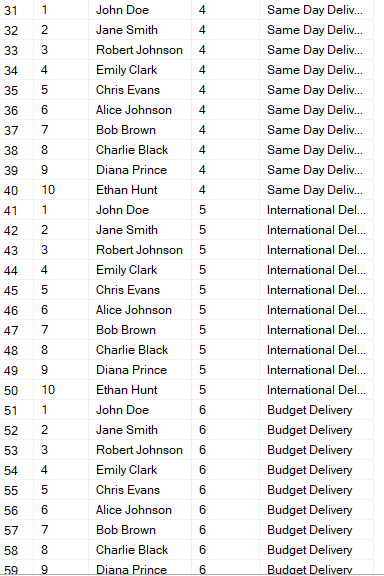 31 1 John Doe 4 Same Day Deliv...
32 2 Jane Smith 4 Same Day Deliv...
33 3 Robert Johnson 4 Same Day Deliv...
34 4 Emily Clark 4 Same Day Deliv...
35 5 Chris Evans 4 Same Day Deliv...
36 6 Alice Johnson 4 Same Day Deliv...
37 7 Bob Brown 4 Same Day Deliv...
38 8 Charlie Black 4 Same Day Deliv...
39 9 Diana Prince 4 Same Day Deliv...
40 10 Ethan Hunt 4 Same Day Deliv...
41 1 John Doe 5 International Del...
42 2 Jane Smith 5 International Del...
43 3 Robert Johnson 5 International Del...
44 4 Emily Clark 5 International Del...
45 5 Chris Evans 5 International Del...
46 6 Alice Johnson 5 International Del...
47 7 Bob Brown 5 International Del...
48 8 Charlie Black 5 International Del...
49 9 Diana Prince 5 International Del...
50 10 Ethan Hunt 5 International Del...
51 1 John Doe 6 Budget Delivery
52 2 Jane Smith 6 Budget Delivery
53 3 Robert Johnson 6 Budget Delivery
54 4 Emily Clark 6 Budget Delivery
55 5 Chris Evans 6 Budget Delivery
56 6 Alice Johnson 6 Budget Delivery
57 7 Bob Brown 6 Budget Delivery
58 8 Charlie Black 6 Budget Delivery
59 9 Diana Prince 6 Budget Delivery